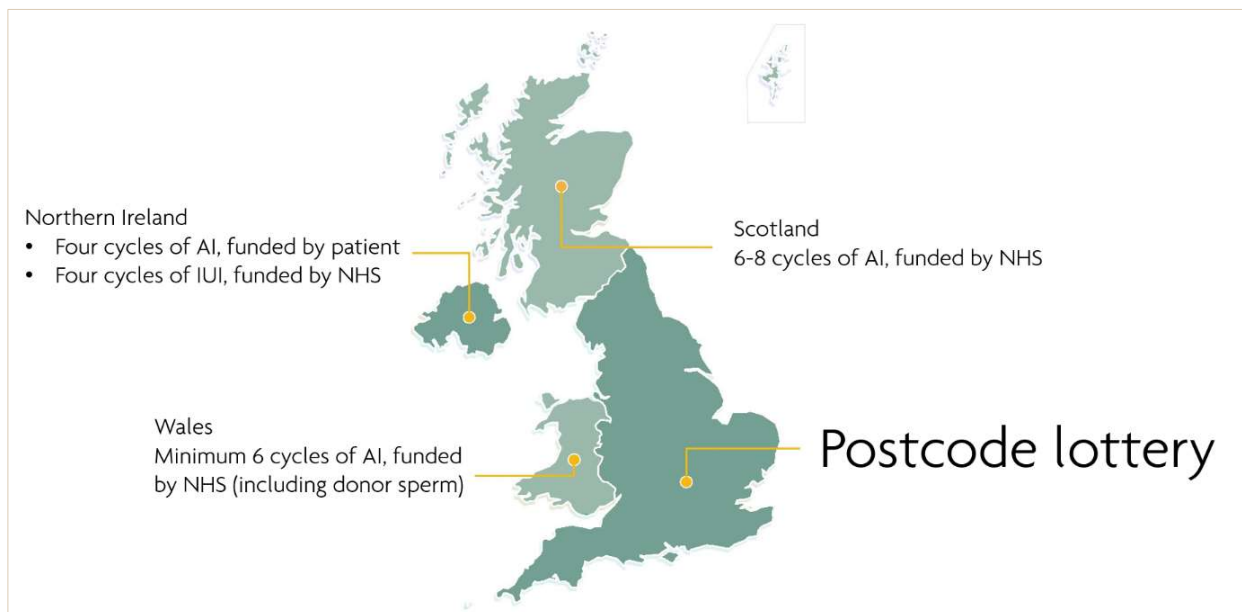 Northern Ireland
• Four cycles of AI, funded by patient
• Four cycles of IUI, funded by NHS
Scotland
6-8 cycles of AI, funded by NHS
Wales
Minimum 6 cycles of AI, funded
by NHS (including donor sperm)
Postcode lottery